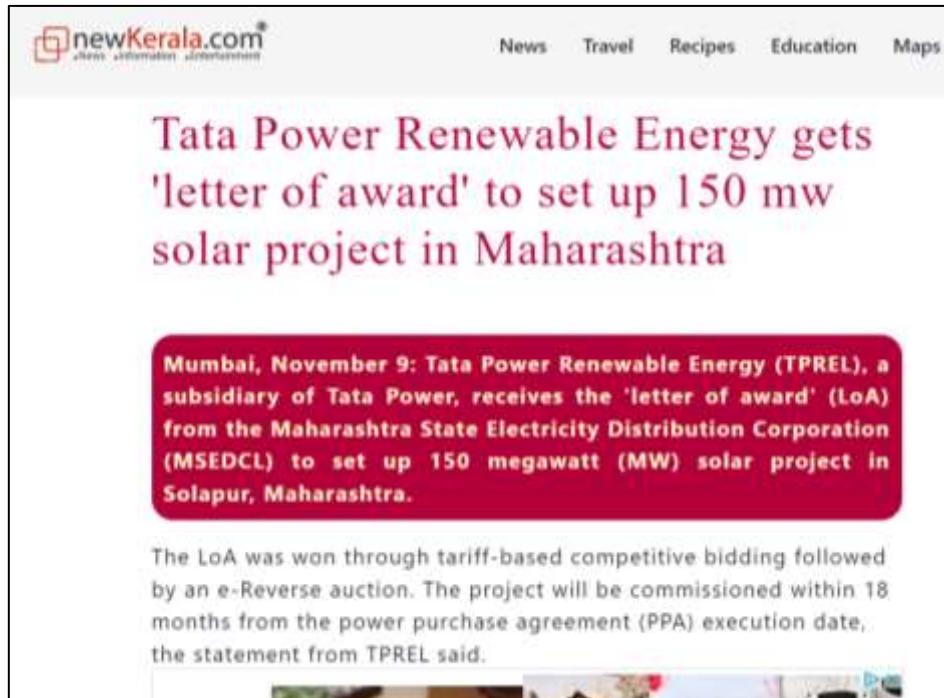 newKerala.com®
News Information Entertainment
News Travel Recipes Education Maps
Tata Power Renewable Energy gets
'letter of award' to set up 150 mw
solar project in Maharashtra
Mumbai, November 9: Tata Power Renewable Energy (TPREL), a
subsidiary of Tata Power, receives the 'letter of award' (LoA)
from the Maharashtra State Electricity Distribution Corporation
(MSEDCL) to set up 150 megawatt (MW) solar project in
Solapur, Maharashtra.
The LoA was won through tariff-based competitive bidding followed
by an e-Reverse auction. The project will be commissioned within 18
months from the power purchase agreement (PPA) execution date,
the statement from TPREL said.